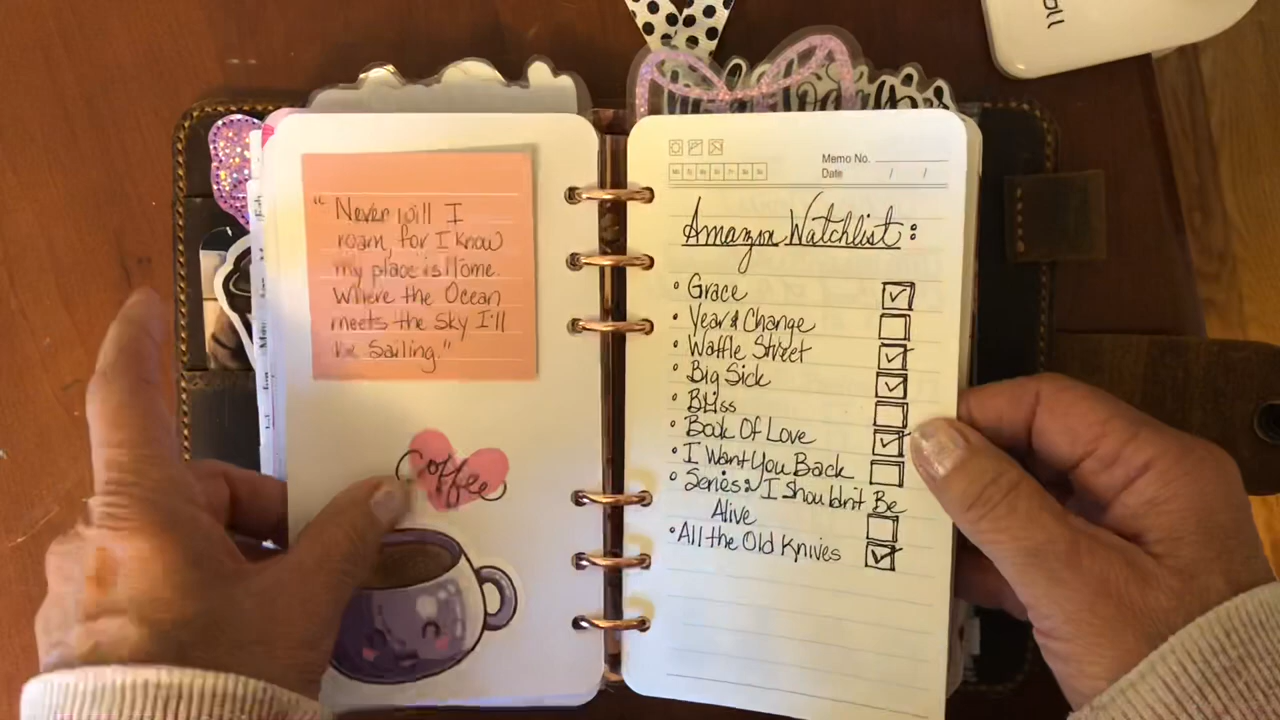 "Never will I
roam, for I know
my place is Home.
Where the Ocean
meets the sky I'll
be Sailing."
Coffee
Memo No.
Date / /
Amazon Watchlist:
• Grace
• Year & Change
• Waffle Street
• Big Sick
• Bliss
• Book Of Love
• I Want You Back
• Series: I Shouldn't Be
Alive
• All the Old Knives